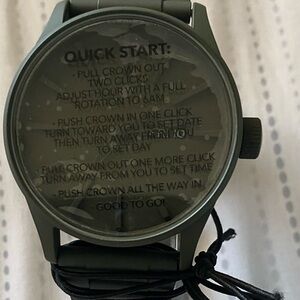 QUICK START:
- PULL CROWN OUT
TWO CLICKS
ADJUST HOUR WITH A FULL
ROTATION TO 6AM
- PUSH CROWN IN ONE CLICK
TURN TOWARD YOU TO SET DATE
THEN TURN AWAY FROM YOU TO
SET DAY
- PULL CROWN OUT ONE MORE CLICK
TURN AWAY FROM YOU TO SET TIME
- PUSH CROWN ALL THE WAY IN
GOOD TO GO!